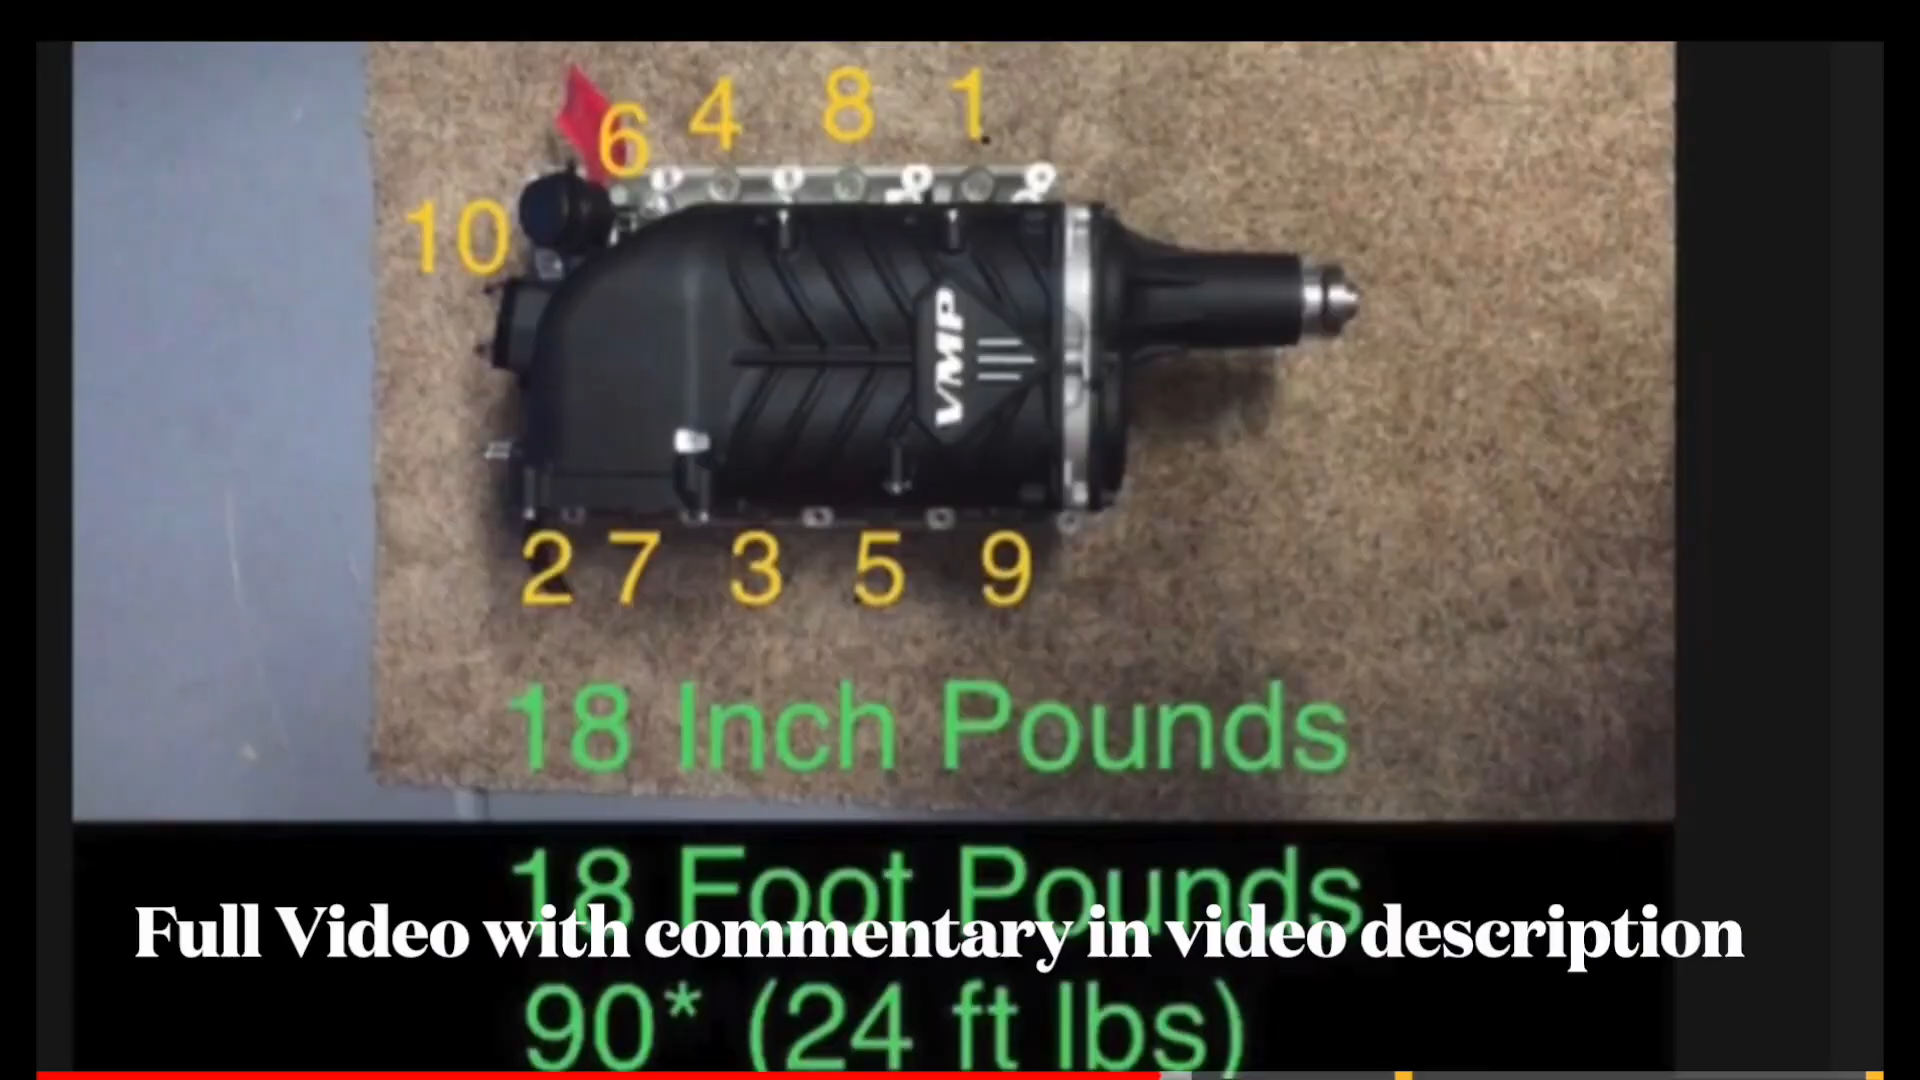 6 4 8 1
10
VMP
2 7 3 5 9
18 Inch Pounds
18 Foot Pounds
Full Video with commentary in video description
90* (24 ft lbs)